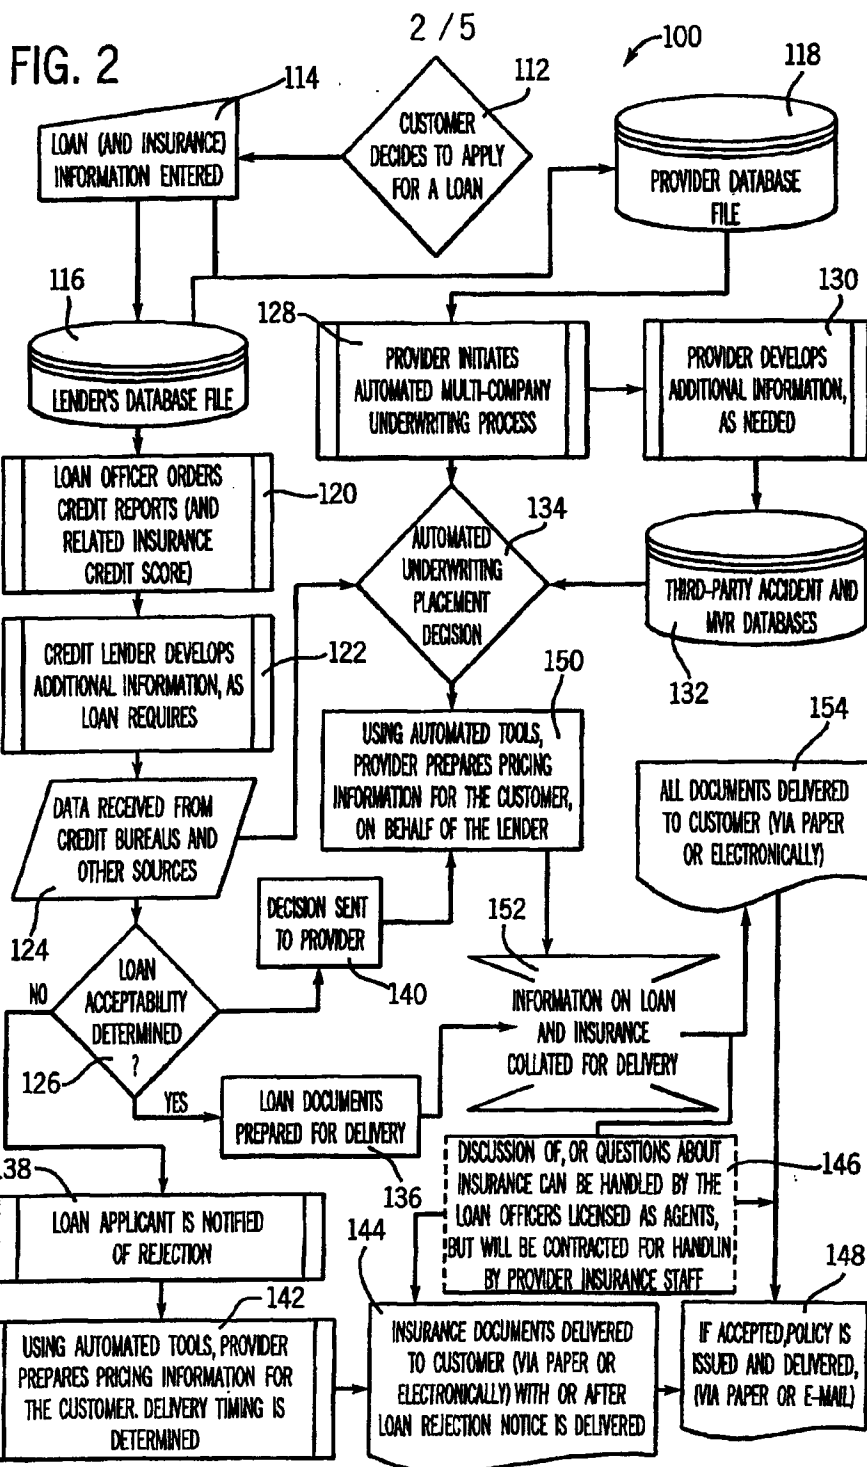 2 / 5
FIG. 2
100
114
112
118
CUSTOMER
DECIDES TO APPLY
FOR A LOAN
LOAN (AND INSURANCE)
INFORMATION ENTERED
PROVIDER DATABASE
FILE
116
128
130
LENDER'S DATABASE FILE
PROVIDER INITIATES
AUTOMATED MULTI-COMPANY
UNDERWRITING PROCESS
PROVIDER DEVELOPS
ADDITIONAL INFORMATION,
AS NEEDED
LOAN OFFICER ORDERS
CREDIT REPORTS (AND
RELATED INSURANCE
CREDIT SCORE)
120
134
AUTOMATED
UNDERWRITING
PLACEMENT
DECISION
THIRD-PARTY ACCIDENT AND
MVR DATABASES
132
CREDIT LENDER DEVELOPS
ADDITIONAL INFORMATION, AS
LOAN REQUIRES
122
150
USING AUTOMATED TOOLS,
PROVIDER PREPARES PRICING
INFORMATION FOR THE CUSTOMER,
ON BEHALF OF THE LENDER
154
ALL DOCUMENTS DELIVERED
TO CUSTOMER (VIA PAPER
OR ELECTRONICALLY)
DATA RECEIVED FROM
CREDIT BUREAUS AND
OTHER SOURCES
124
DECISION SENT
TO PROVIDER
140
152
INFORMATION ON LOAN
AND INSURANCE
COLLATED FOR DELIVERY
NO
LOAN
ACCEPTABILITY
DETERMINED
?
126
YES
LOAN DOCUMENTS
PREPARED FOR DELIVERY
136
DISCUSSION OF, OR QUESTIONS ABOUT
INSURANCE CAN BE HANDLED BY THE
LOAN OFFICERS LICENSED AS AGENTS,
BUT WILL BE CONTRACTED FOR HANDLIN
BY PROVIDER INSURANCE STAFF
146
138
LOAN APPLICANT IS NOTIFIED
OF REJECTION
144
148
142
USING AUTOMATED TOOLS, PROVIDER
PREPARES PRICING INFORMATION FOR
THE CUSTOMER. DELIVERY TIMING IS
DETERMINED
INSURANCE DOCUMENTS DELIVERED
TO CUSTOMER (VIA PAPER OR
ELECTRONICALLY) WITH OR AFTER
LOAN REJECTION NOTICE IS DELIVERED
IF ACCEPTED, POLICY IS
ISSUED AND DELIVERED,
(VIA PAPER OR E-MAIL)